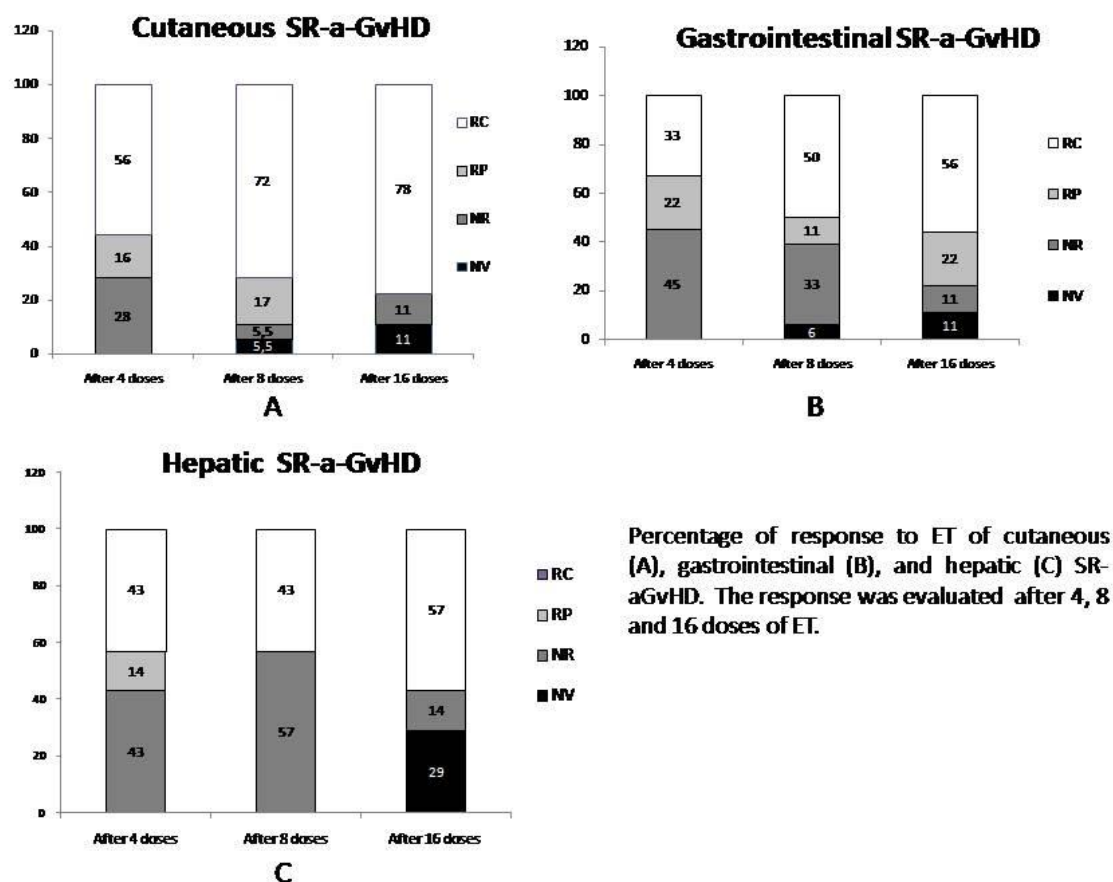 Cutaneous SR-a-GvHD
120
100
80
60
40
20
0
56
16
28
72
17
5,5
5,5
78
11
11
After 4 doses
After 8 doses
After 16 doses
RC
RP
NR
NV
A
Gastrointestinal SR-a-GvHD
120
100
80
60
40
20
0
33
22
45
50
11
33
6
56
22
11
11
After 4 doses
After 8 doses
After 16 doses
RC
RP
NR
NV
B
Hepatic SR-a-GvHD
120
100
80
60
40
20
0
43
14
43
43
57
57
14
29
After 4 doses
After 8 doses
After 16 doses
RC
RP
NR
NV
C
Percentage of response to ET of cutaneous
(A), gastrointestinal (B), and hepatic (C) SR-
aGvHD. The response was evaluated after 4, 8
and 16 doses of ET.